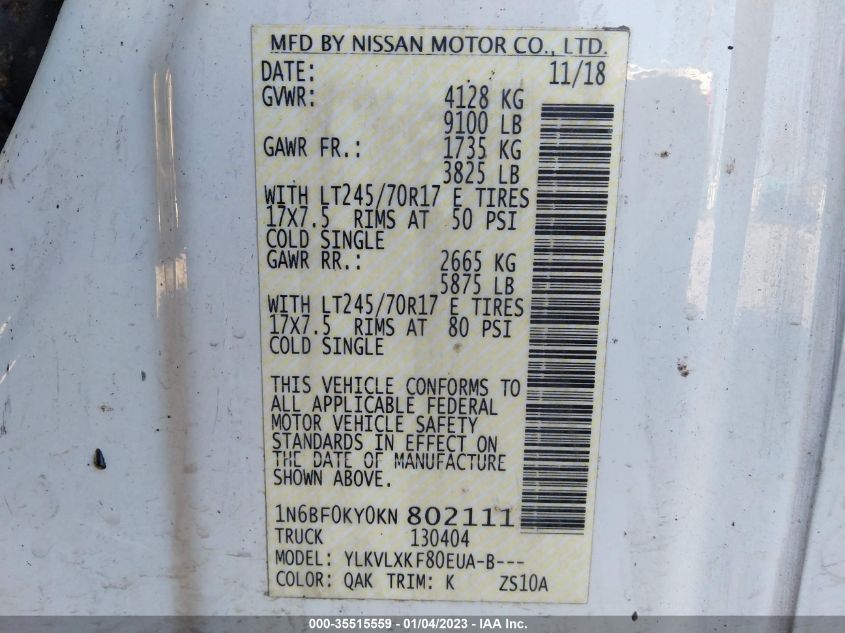 MFD BY NISSAN MOTOR CO., LTD.
DATE: 11/18
GVWR: 4128 KG
9100 LB
GAWR FR.: 1735 KG
3825 LB
WITH LT245/70R17 E TIRES
17X7.5 RIMS AT 50 PSI
COLD SINGLE
GAWR RR.: 2665 KG
5875 LB
WITH LT245/70R17 E TIRES
17X7.5 RIMS AT 80 PSI
COLD SINGLE
THIS VEHICLE CONFORMS TO
ALL APPLICABLE FEDERAL
MOTOR VEHICLE SAFETY
STANDARDS IN EFFECT ON
THE DATE OF MANUFACTURE
SHOWN ABOVE.
1N6BF0KY0KN 802111
TRUCK 130404
MODEL: YLKVLXKF80EUA-B---
COLOR: QAK TRIM: K ZS10A
000-35515559 - 01/04/2023 - IAA Inc.